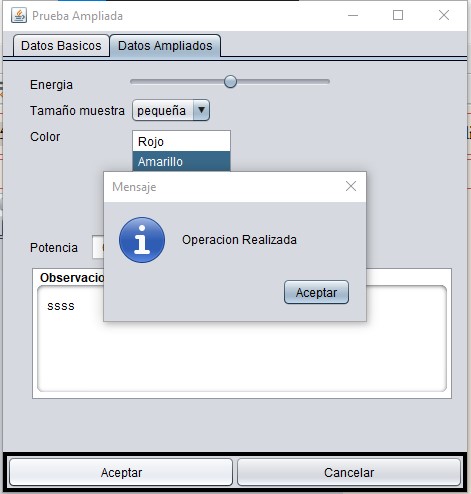 Prueba Ampliada
Datos Basicos
Datos Ampliados
Energia
Tamaño muestra
pequeña
Color
Rojo
Amarillo
Mensaje
Operacion Realizada
Aceptar
Potencia
ssss
Aceptar
Cancelar